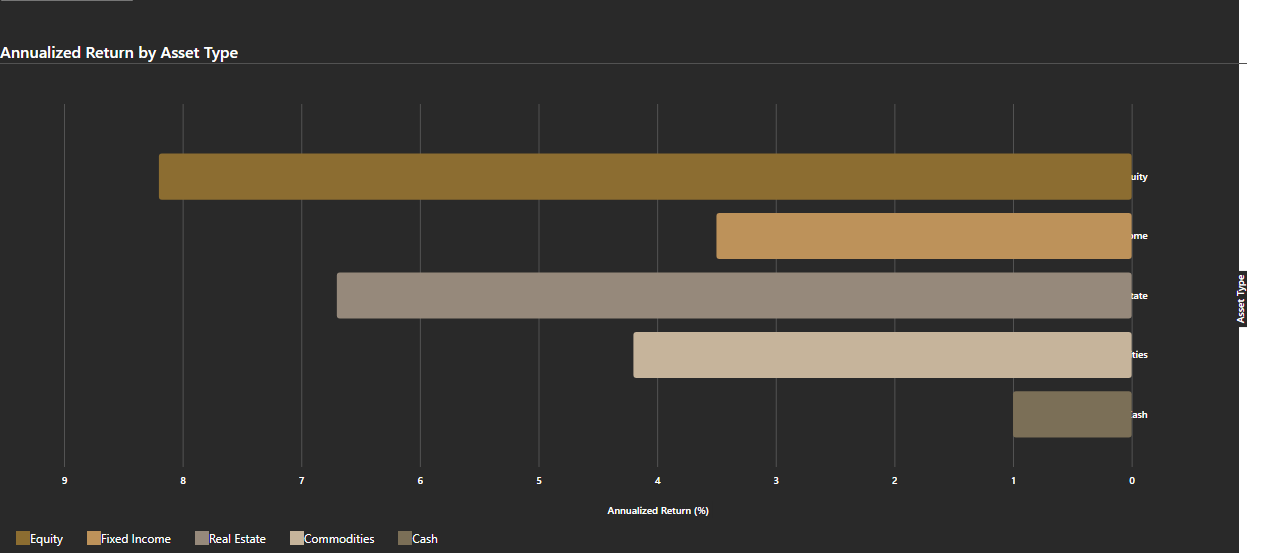 Annualized Return by Asset Type
uity
ome
tate
Asset Type
ties
ash
9 8 7 6 5 4 3 2 1 0
Annualized Return (%)
Equity Fixed Income Real Estate Commodities Cash